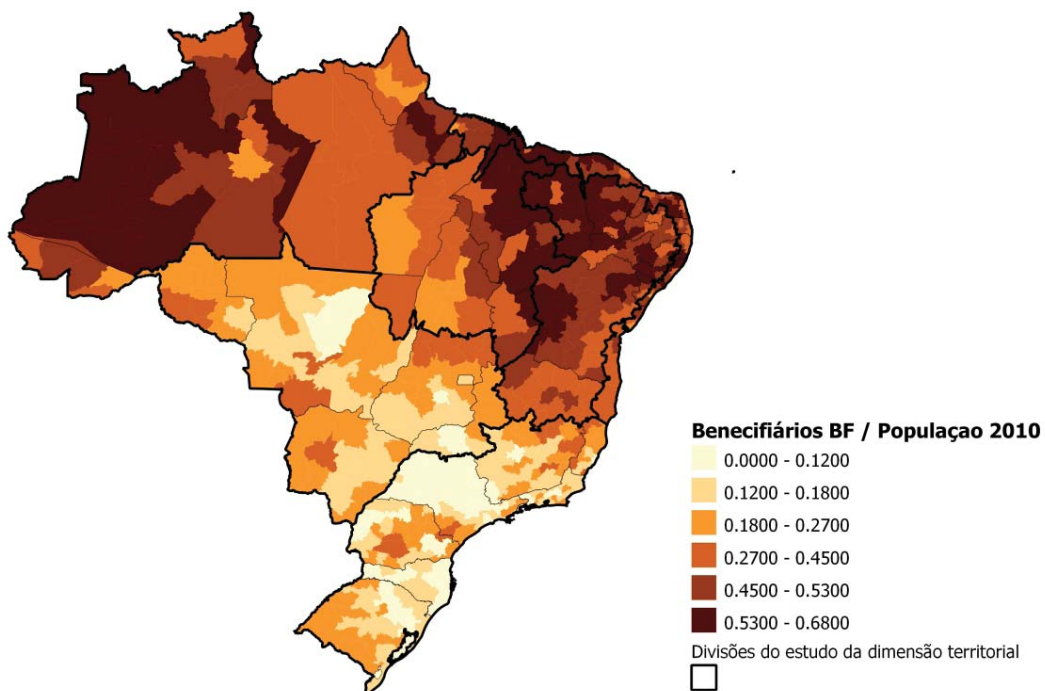 Benecifiários BF / Populaçao 2010
0.0000 - 0.1200
0.1200 - 0.1800
0.1800 - 0.2700
0.2700 - 0.4500
0.4500 - 0.5300
0.5300 - 0.6800
Divisões do estudo da dimensão territorial